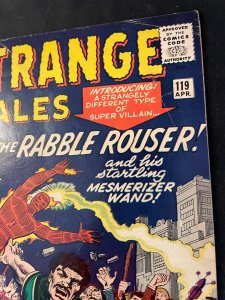 TRANGE
ALES
APPROVED
BY THE
COMICS
CODE
AUTHORITY
INTRODUCING:
A STRANGELY
DIFFERENT TYPE
OF
SUPER VILLAIN...
119
APR.
HE RABBLE ROUSER!
and his
startling
MESMERIZER
WAND!